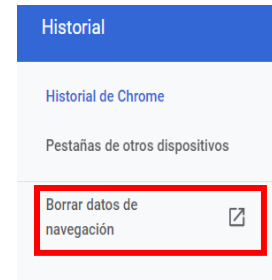 Historial
Historial de Chrome
Pestañas de otros dispositivos
Borrar datos de
navegación